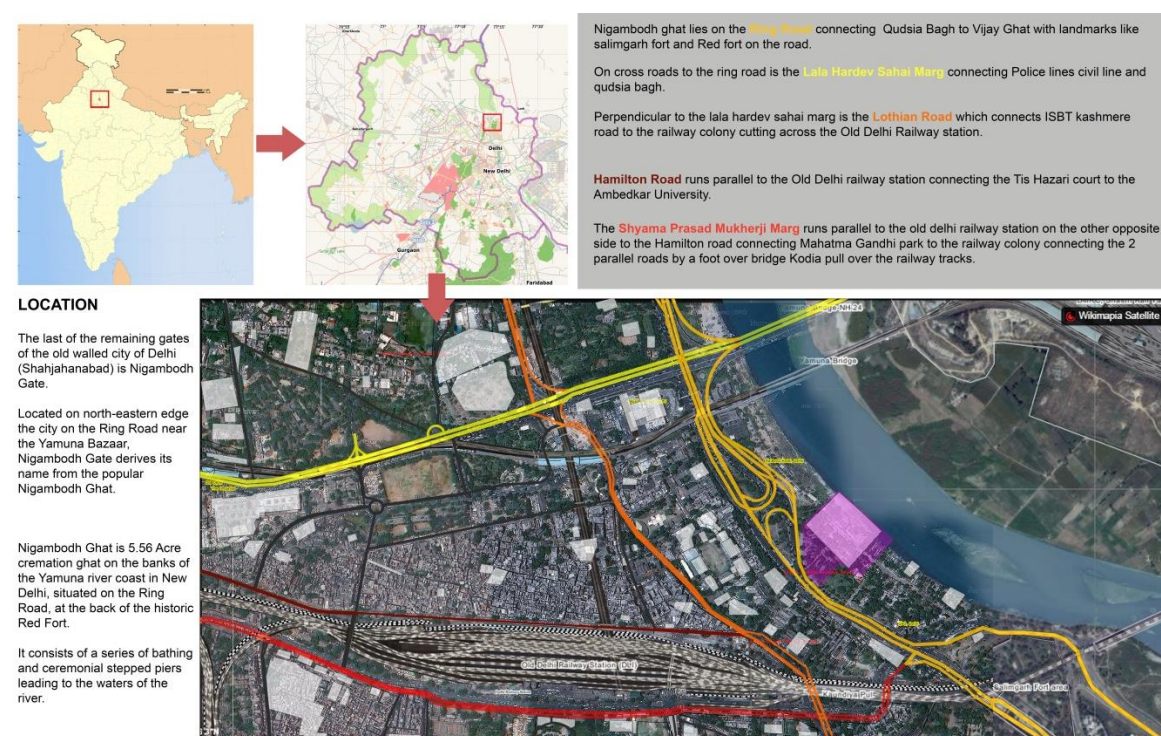 Nigambodh ghat lies on the Ring Road connecting Qudsia Bagh to Vijay Ghat with landmarks like
salimgarh fort and Red fort on the road.
On cross roads to the ring road is the Lala Hardev Sahai Marg connecting Police lines civil line and
qudsia bagh.
Perpendicular to the lala hardev sahai marg is the Lothian Road which connects ISBT kashmere
road to the railway colony cutting across the Old Delhi Railway station.
Hamilton Road runs parallel to the Old Delhi railway station connecting the Tis Hazari court to the
Ambedkar University.
The Shyama Prasad Mukherji Marg runs parallel to the old delhi railway station on the other opposite
side to the Hamilton road connecting Mahatma Gandhi park to the railway colony connecting the 2
parallel roads by a foot over bridge Kodia pull over the railway tracks.
Delhi
New Delhi
Gurgaon
Faridabad
LOCATION
The last of the remaining gates
of the old walled city of Delhi
(Shahjahanabad) is Nigambodh
Gate.
Located on north-eastern edge
the city on the Ring Road near
the Yamuna Bazaar,
Nigambodh Gate derives its
name from the popular
Nigambodh Ghat.
Nigambodh Ghat is 5.56 Acre
cremation ghat on the banks of
the Yamuna river coast in New
Delhi, situated on the Ring
Road, at the back of the historic
Red Fort.
It consists of a series of bathing
and ceremonial stepped piers
leading to the waters of the
river.
Yamuna Bridge NH 24
Wikimapia Satellite
Yamuna Bridge
Old Delhi Railway Station (Dli)
Kaundiya Pull
Salimgarh Fort area